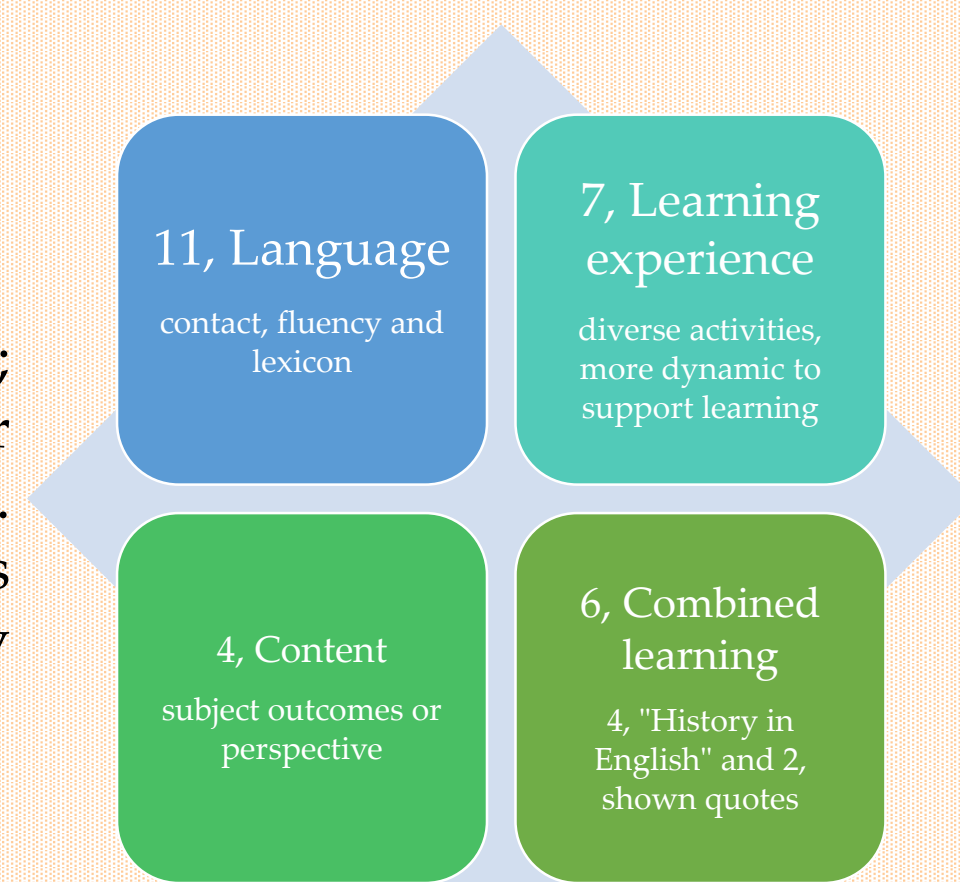 11, Language
contact, fluency and
lexicon
7, Learning
experience
diverse activities,
more dynamic to
support learning
4, Content
subject outcomes or
perspective
6, Combined
learning
4, "History in
English" and 2,
shown quotes